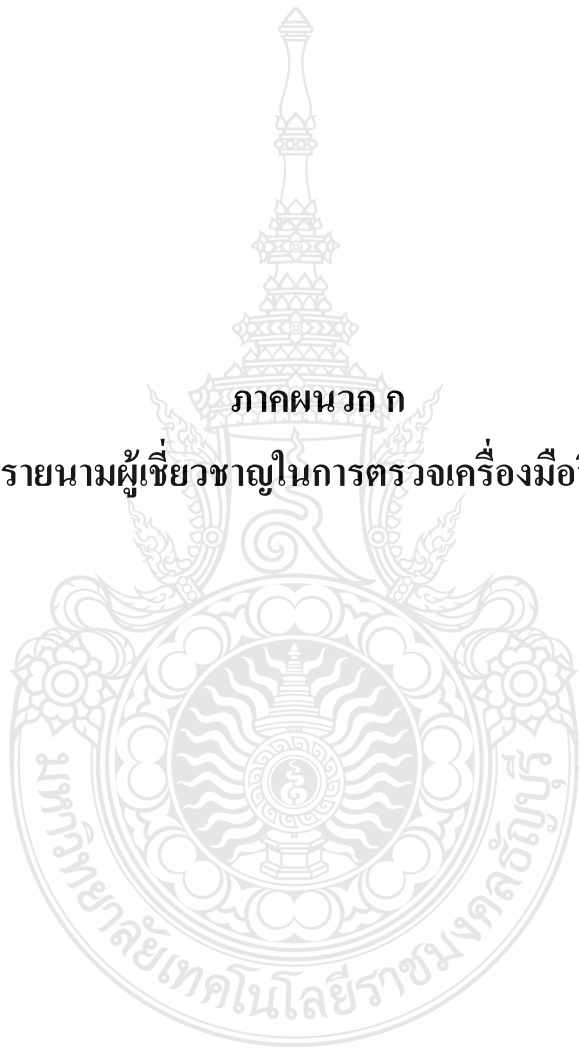 ภาคผนวก ก
รายนามผู้เชี่ยวชาญในการตรวจเครื่องมือ
มหาวิทยาลัยเทคโนโลยีราชมงคลธัญบุรี